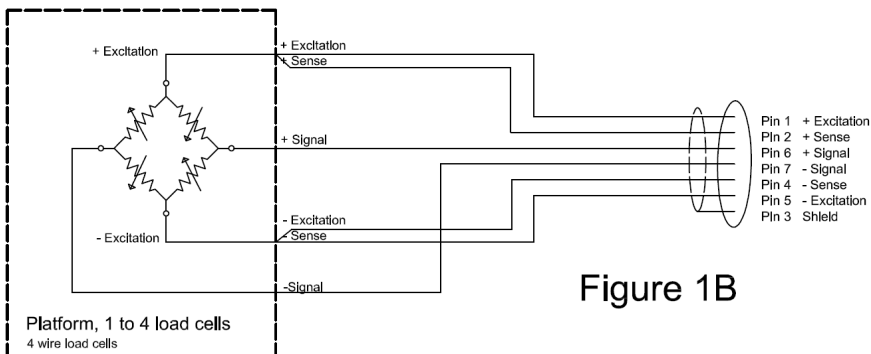 + Excitation
+ Excitation
+ Sense
+ Signal
- Excitation
- Excitation
- Sense
-Signal
Platform, 1 to 4 load cells
4 wire load cells
Pin 1 + Excitation
Pin 2 + Sense
Pin 6 + Signal
Pin 7 - Signal
Pin 4 - Sense
Pin 5 - Excitation
Pin 3 Shield
Figure 1B